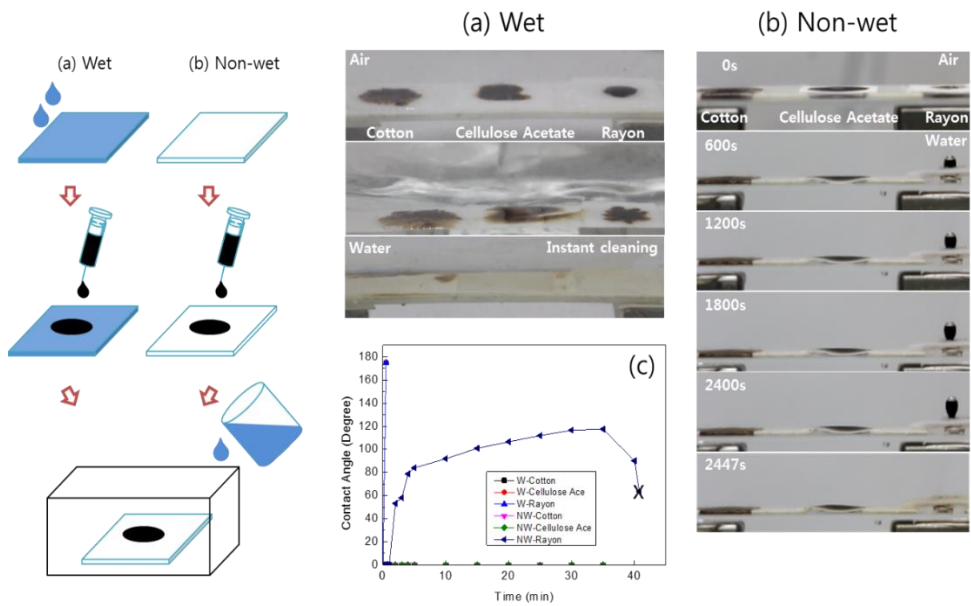 (a) Wet
(b) Non-wet
(a) Wet
Air
Cotton
Cellulose Acetate
Rayon
Water
Instant cleaning
(b) Non-wet
0s
Air
Cotton
Cellulose Acetate
Rayon
600s
Water
1200s
1800s
2400s
2447s
(c)
Contact Angle (Degree)
180
160
140
120
100
80
60
40
20
0
W-Cotton
W-Cellulose Ace
W-Rayon
NW-Cotton
NW-Cellulose Ace
NW-Rayon
X
0
10
20
30
40
Time (min)